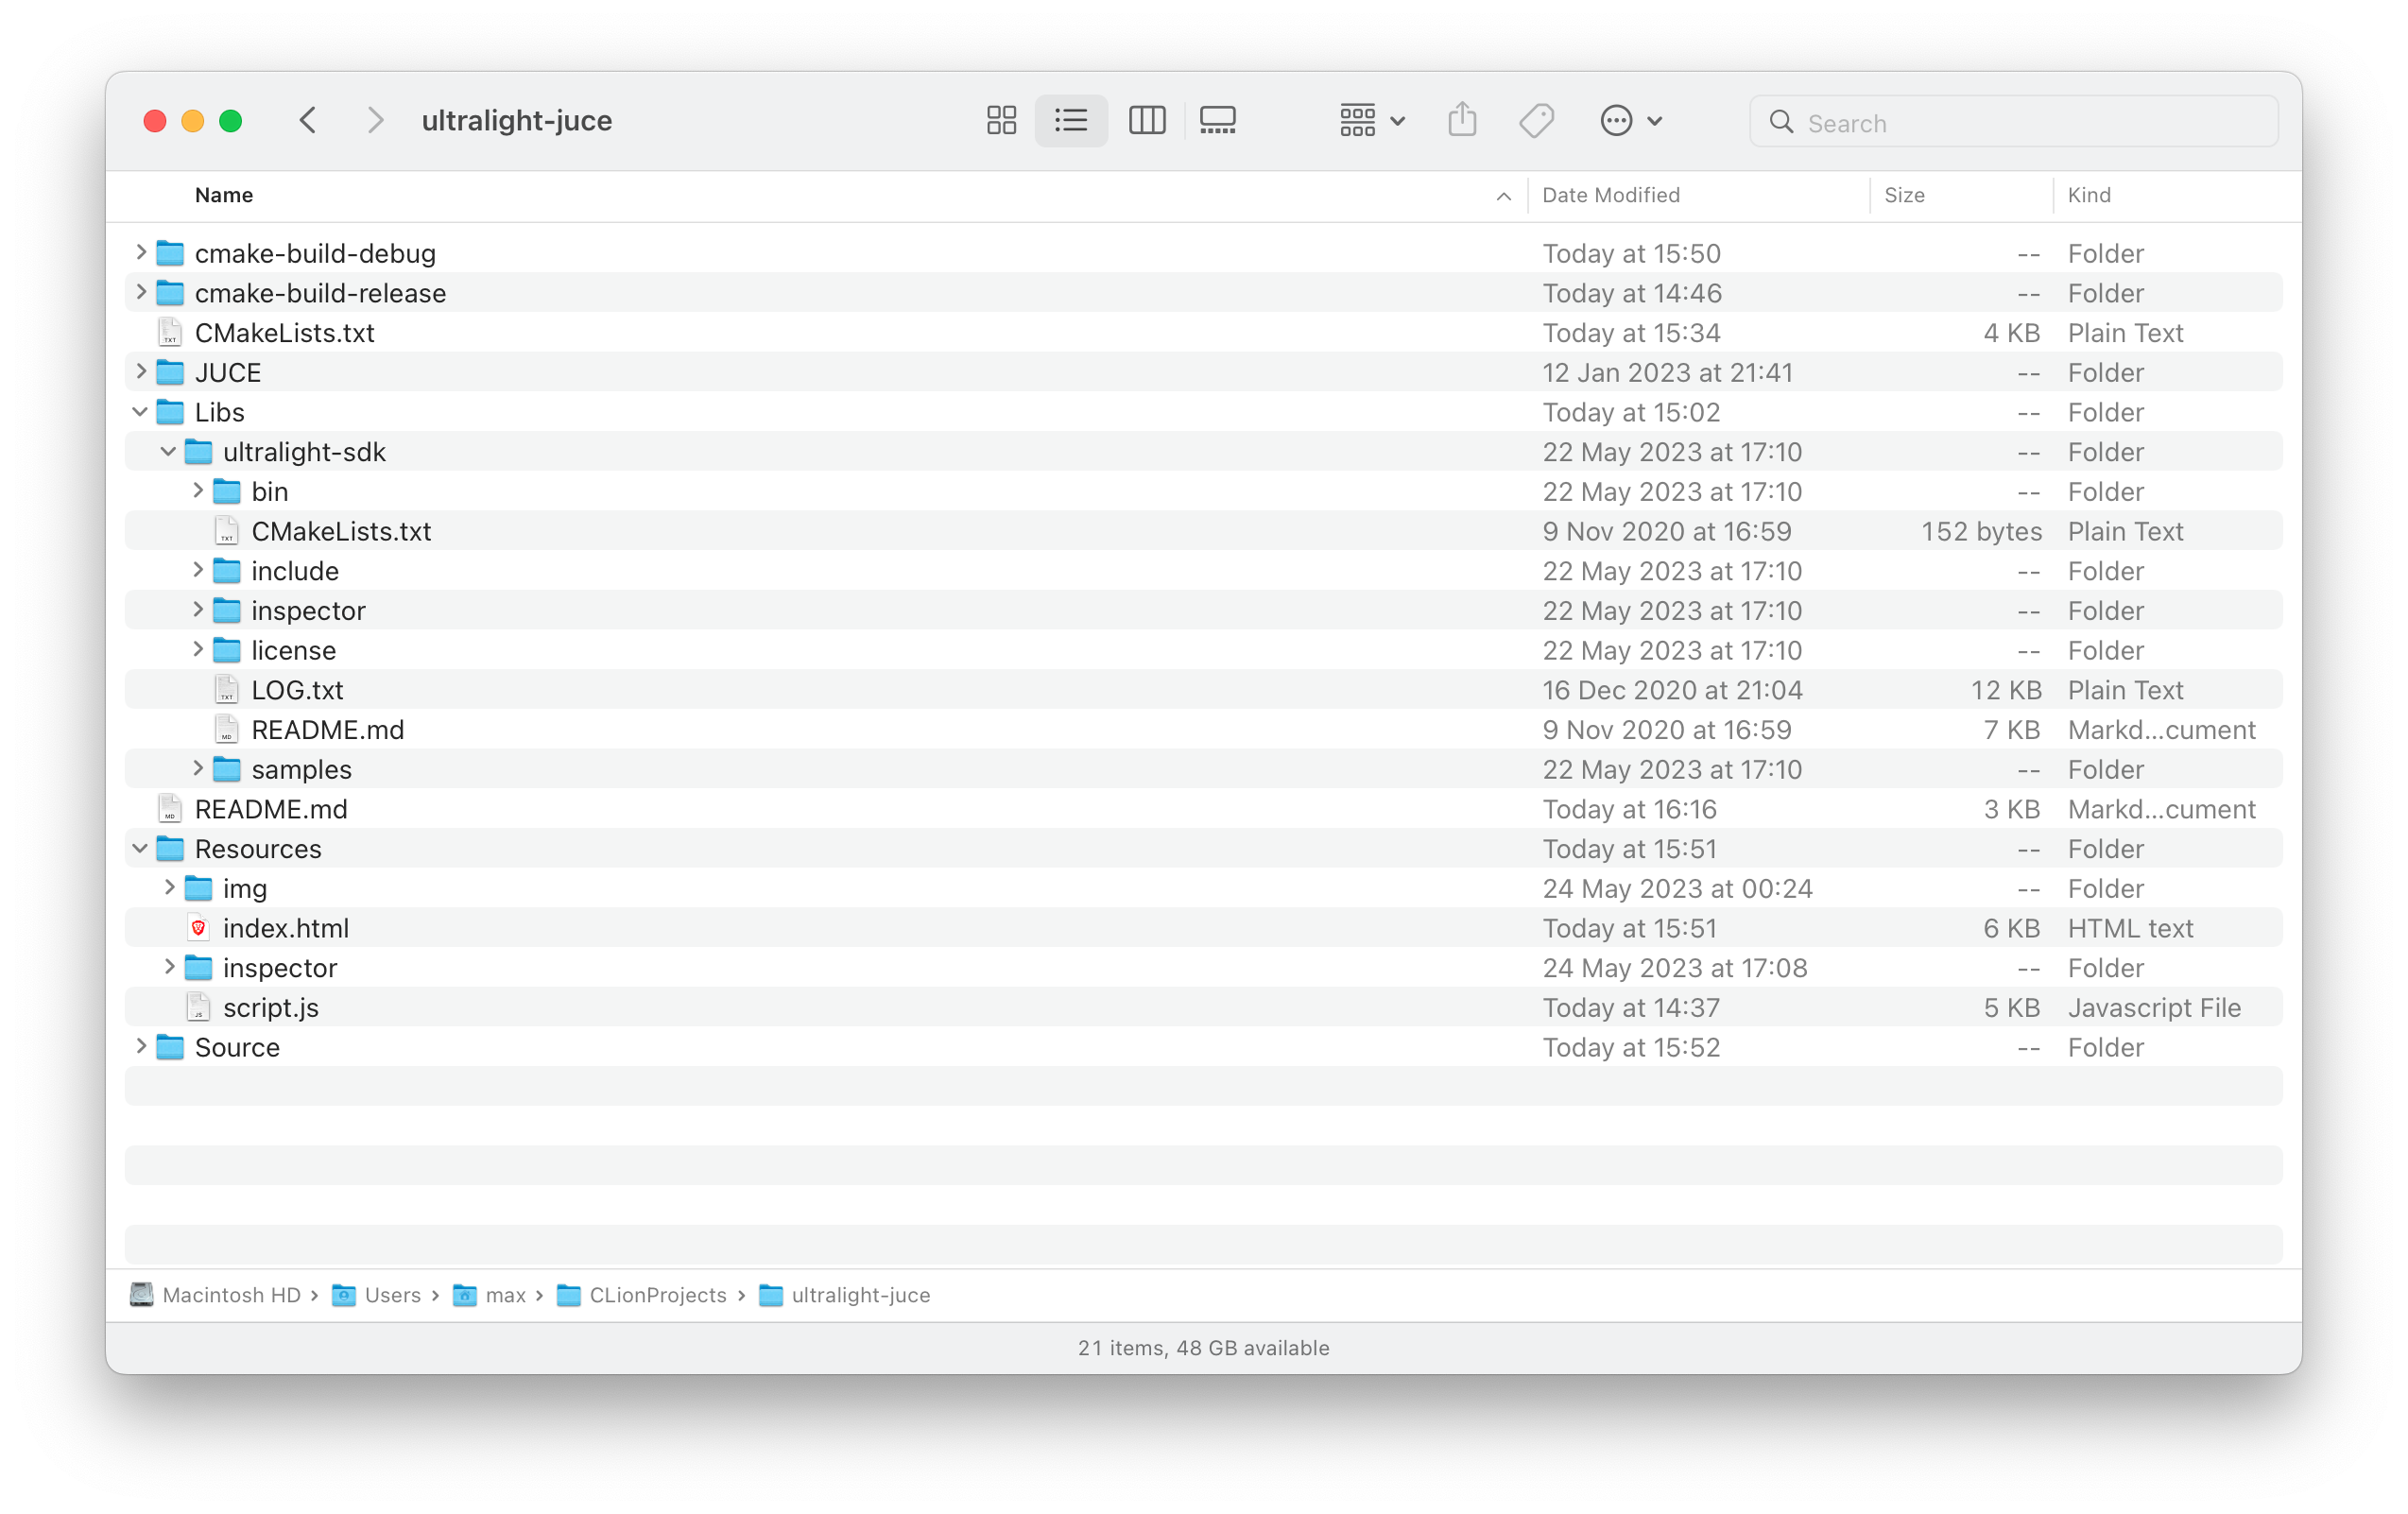 ultralight-juce
Search
Name Date Modified Size Kind
cmake-build-debug Today at 15:50 -- Folder
cmake-build-release Today at 14:46 -- Folder
CMakeLists.txt Today at 15:34 4 KB Plain Text
JUCE 12 Jan 2023 at 21:41 -- Folder
Libs Today at 15:02 -- Folder
ultralight-sdk 22 May 2023 at 17:10 -- Folder
bin 22 May 2023 at 17:10 -- Folder
CMakeLists.txt 9 Nov 2020 at 16:59 152 bytes Plain Text
include 22 May 2023 at 17:10 -- Folder
inspector 22 May 2023 at 17:10 -- Folder
license 22 May 2023 at 17:10 -- Folder
LOG.txt 16 Dec 2020 at 21:04 12 KB Plain Text
README.md 9 Nov 2020 at 16:59 7 KB Markd...cument
samples 22 May 2023 at 17:10 -- Folder
README.md Today at 16:16 3 KB Markd...cument
Resources Today at 15:51 -- Folder
img 24 May 2023 at 00:24 -- Folder
index.html Today at 15:51 6 KB HTML text
inspector 24 May 2023 at 17:08 -- Folder
script.js Today at 14:37 5 KB Javascript File
Source Today at 15:52 -- Folder
Macintosh HD › Users › max › CLionProjects › ultralight-juce
21 items, 48 GB available